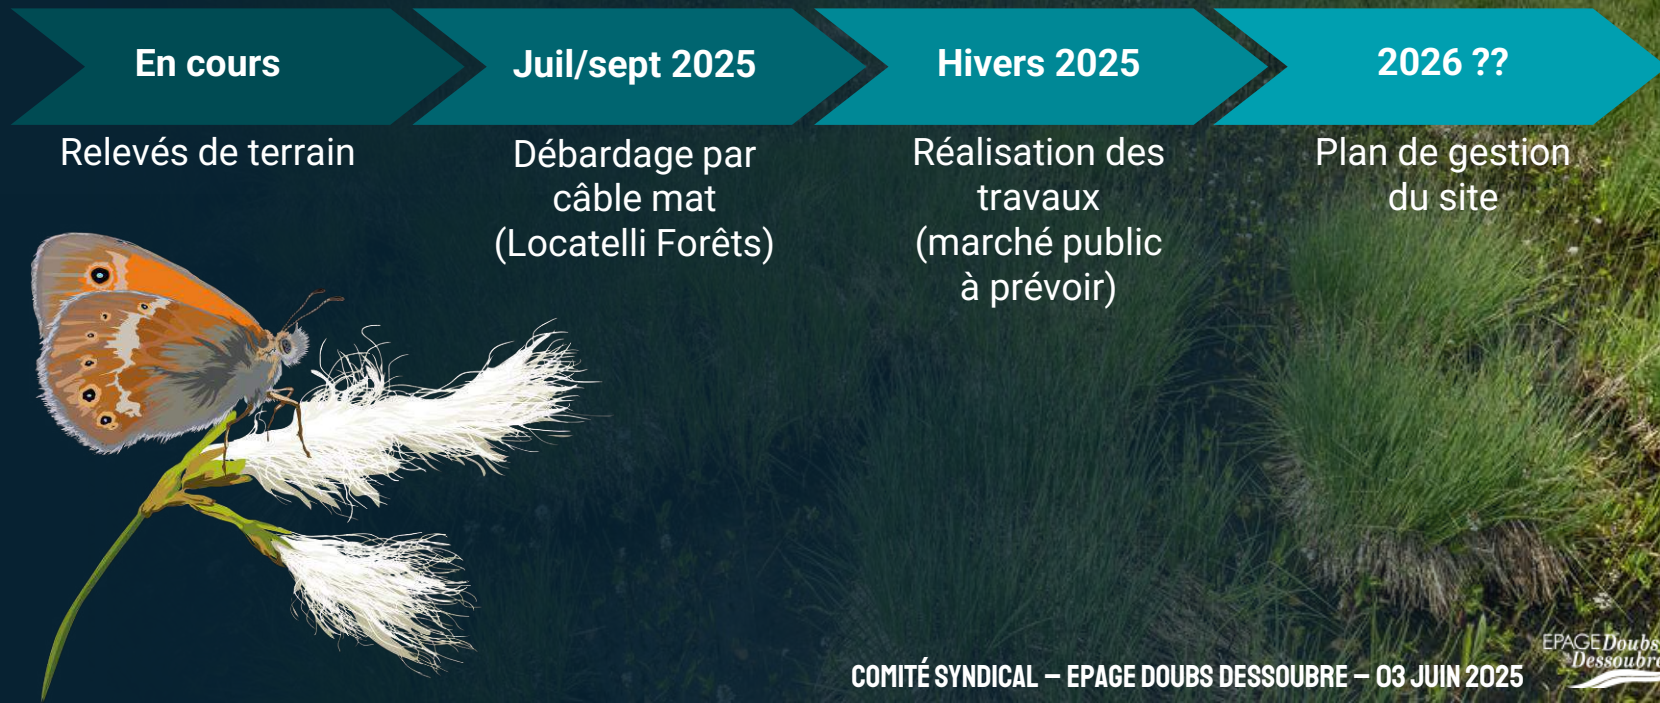 En cours
Juil/sept 2025
Hivers 2025
2026 ??
Relevés de terrain
Débardage par
câble mat
(Locatelli Forêts)
Réalisation des
travaux
(marché public
à prévoir)
Plan de gestion
du site
COMITÉ SYNDICAL – EPAGE DOUBS DESSOUBRE – 03 JUIN 2025
EPAGE Doubs
Dessoubre